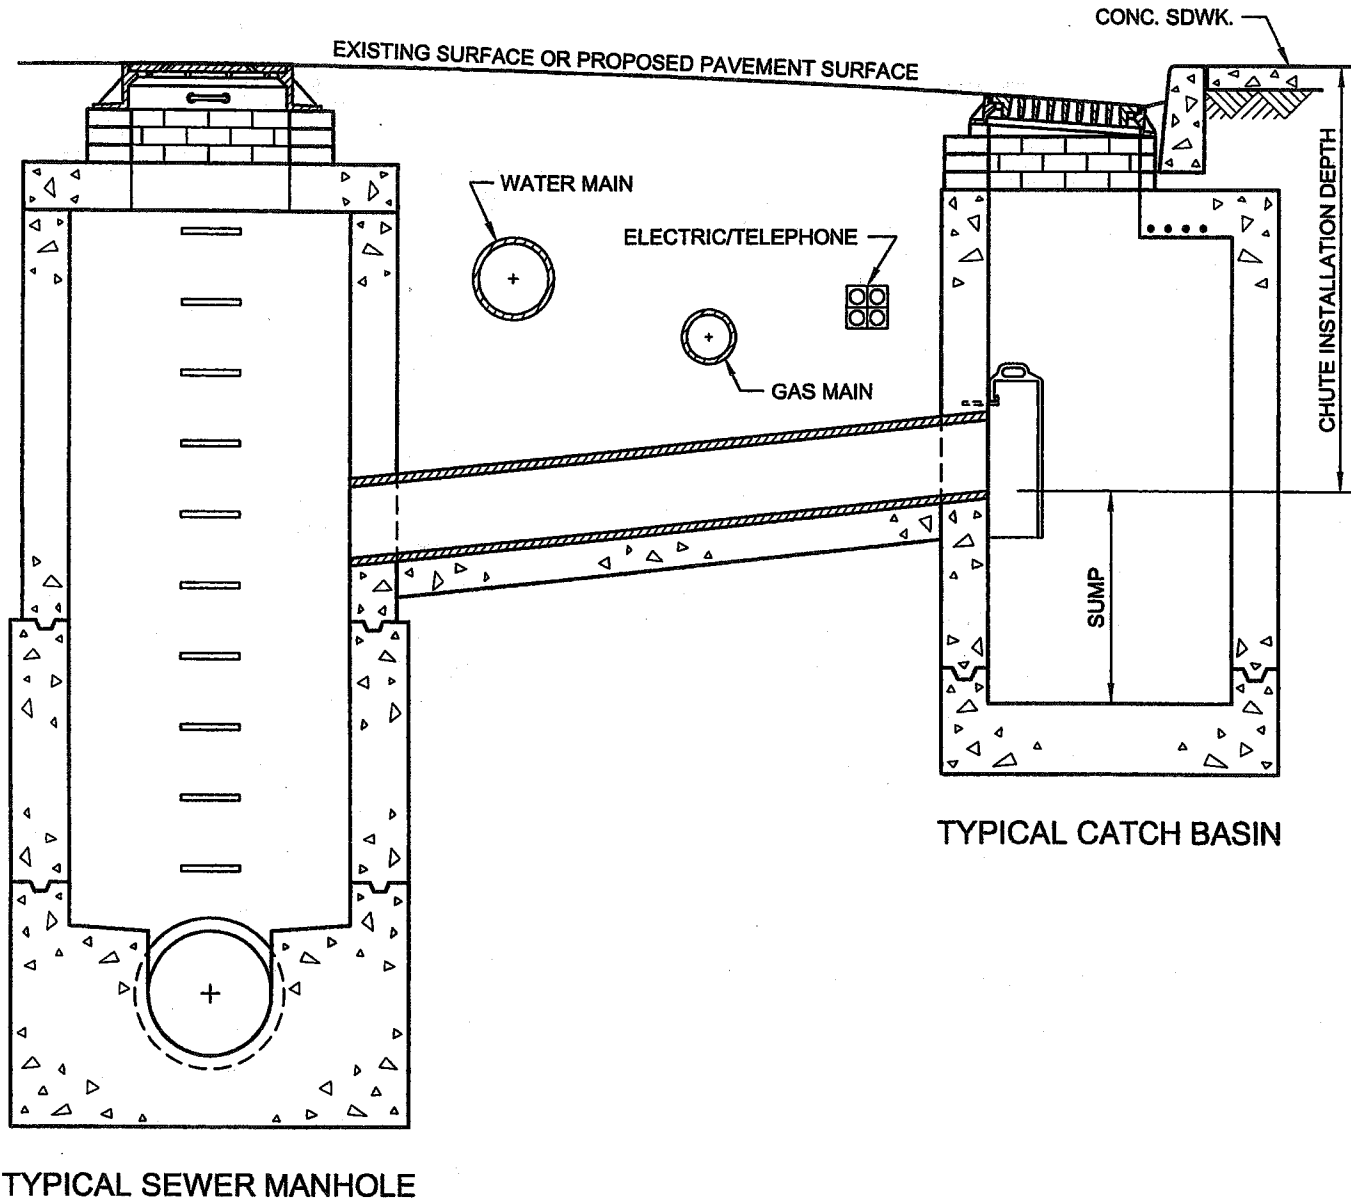 CONC. SDWK.
EXISTING SURFACE OR PROPOSED PAVEMENT SURFACE
WATER MAIN
ELECTRIC/TELEPHONE
GAS MAIN
CHUTE INSTALLATION DEPTH
SUMP
TYPICAL CATCH BASIN
TYPICAL SEWER MANHOLE